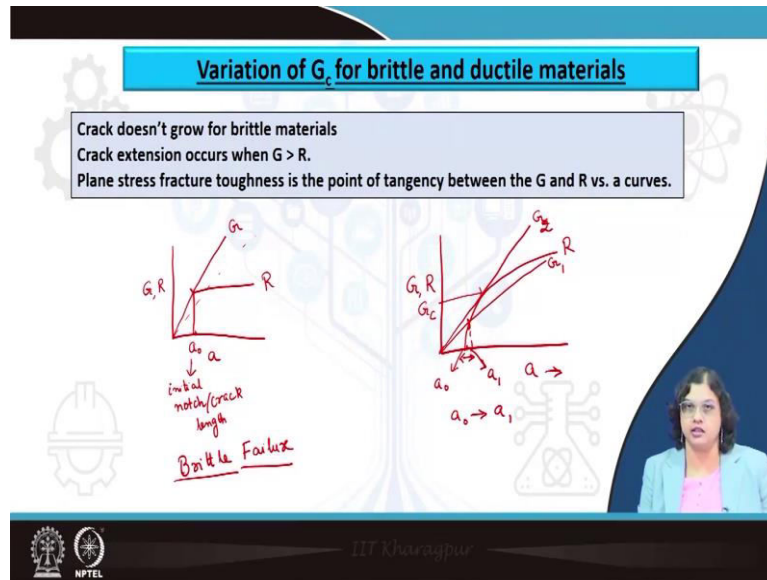 Variation of Gc for brittle and ductile materials
Crack doesn't grow for brittle materials
Crack extension occurs when G > R.
Plane stress fracture toughness is the point of tangency between the G and R vs. a curves.
G
G, R
R
a₀
a
initial
notch/crack
length
Brittle Failure
G₂
R
G₁
G, R
Gc
a₀
a₁
a →
a₀ → a₁
IIT Kharagpur
NPTEL